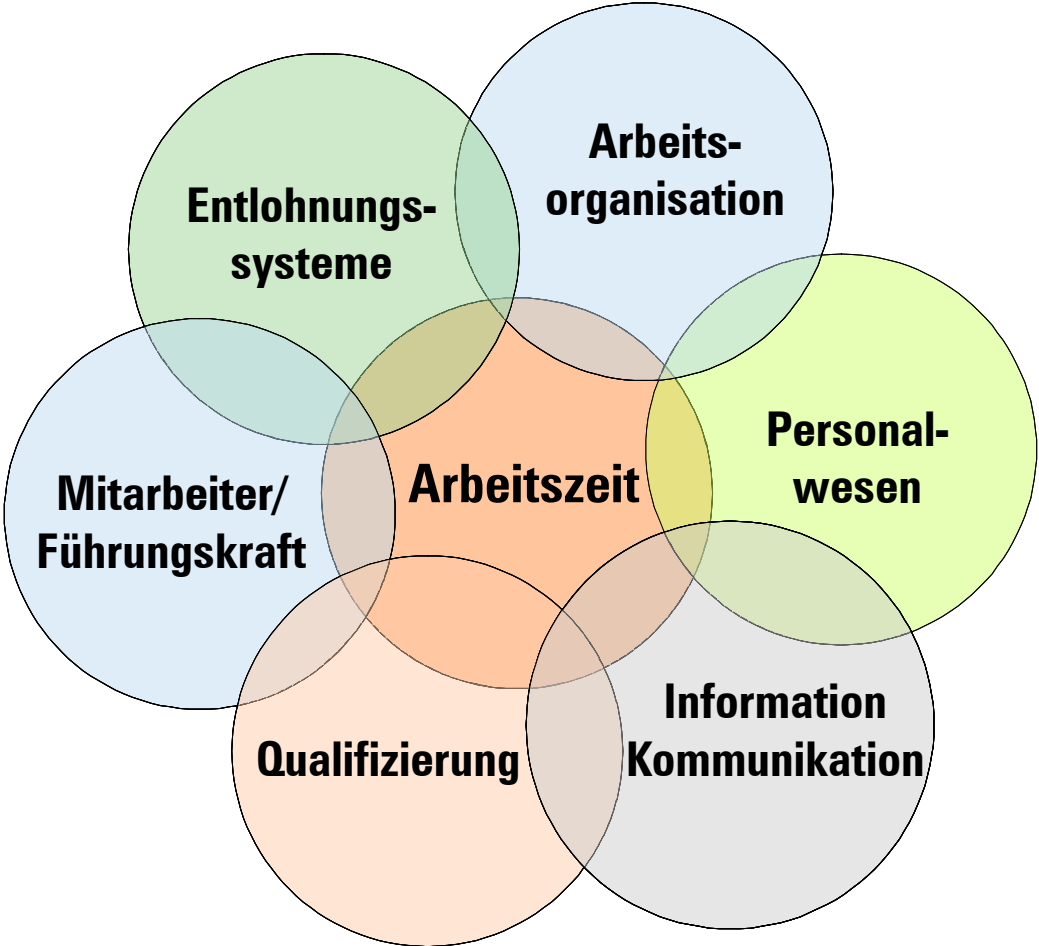 Arbeits-
organisation
Entlohnungs-
systeme
Personal-
wesen
Arbeitszeit
Mitarbeiter/
Führungskraft
Information
Kommunikation
Qualifizierung